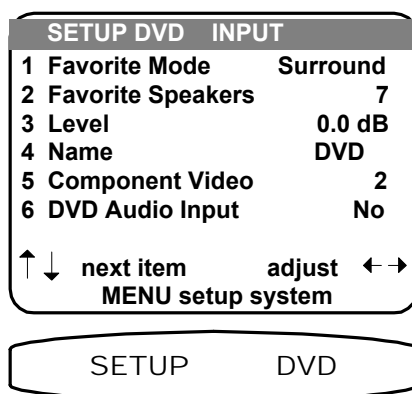 SETUP DVD INPUT
1 Favorite Mode Surround
2 Favorite Speakers 7
3 Level 0.0 dB
4 Name DVD
5 Component Video 2
6 DVD Audio Input No
↑↓ next item adjust ←→
MENU setup system
SETUP DVD